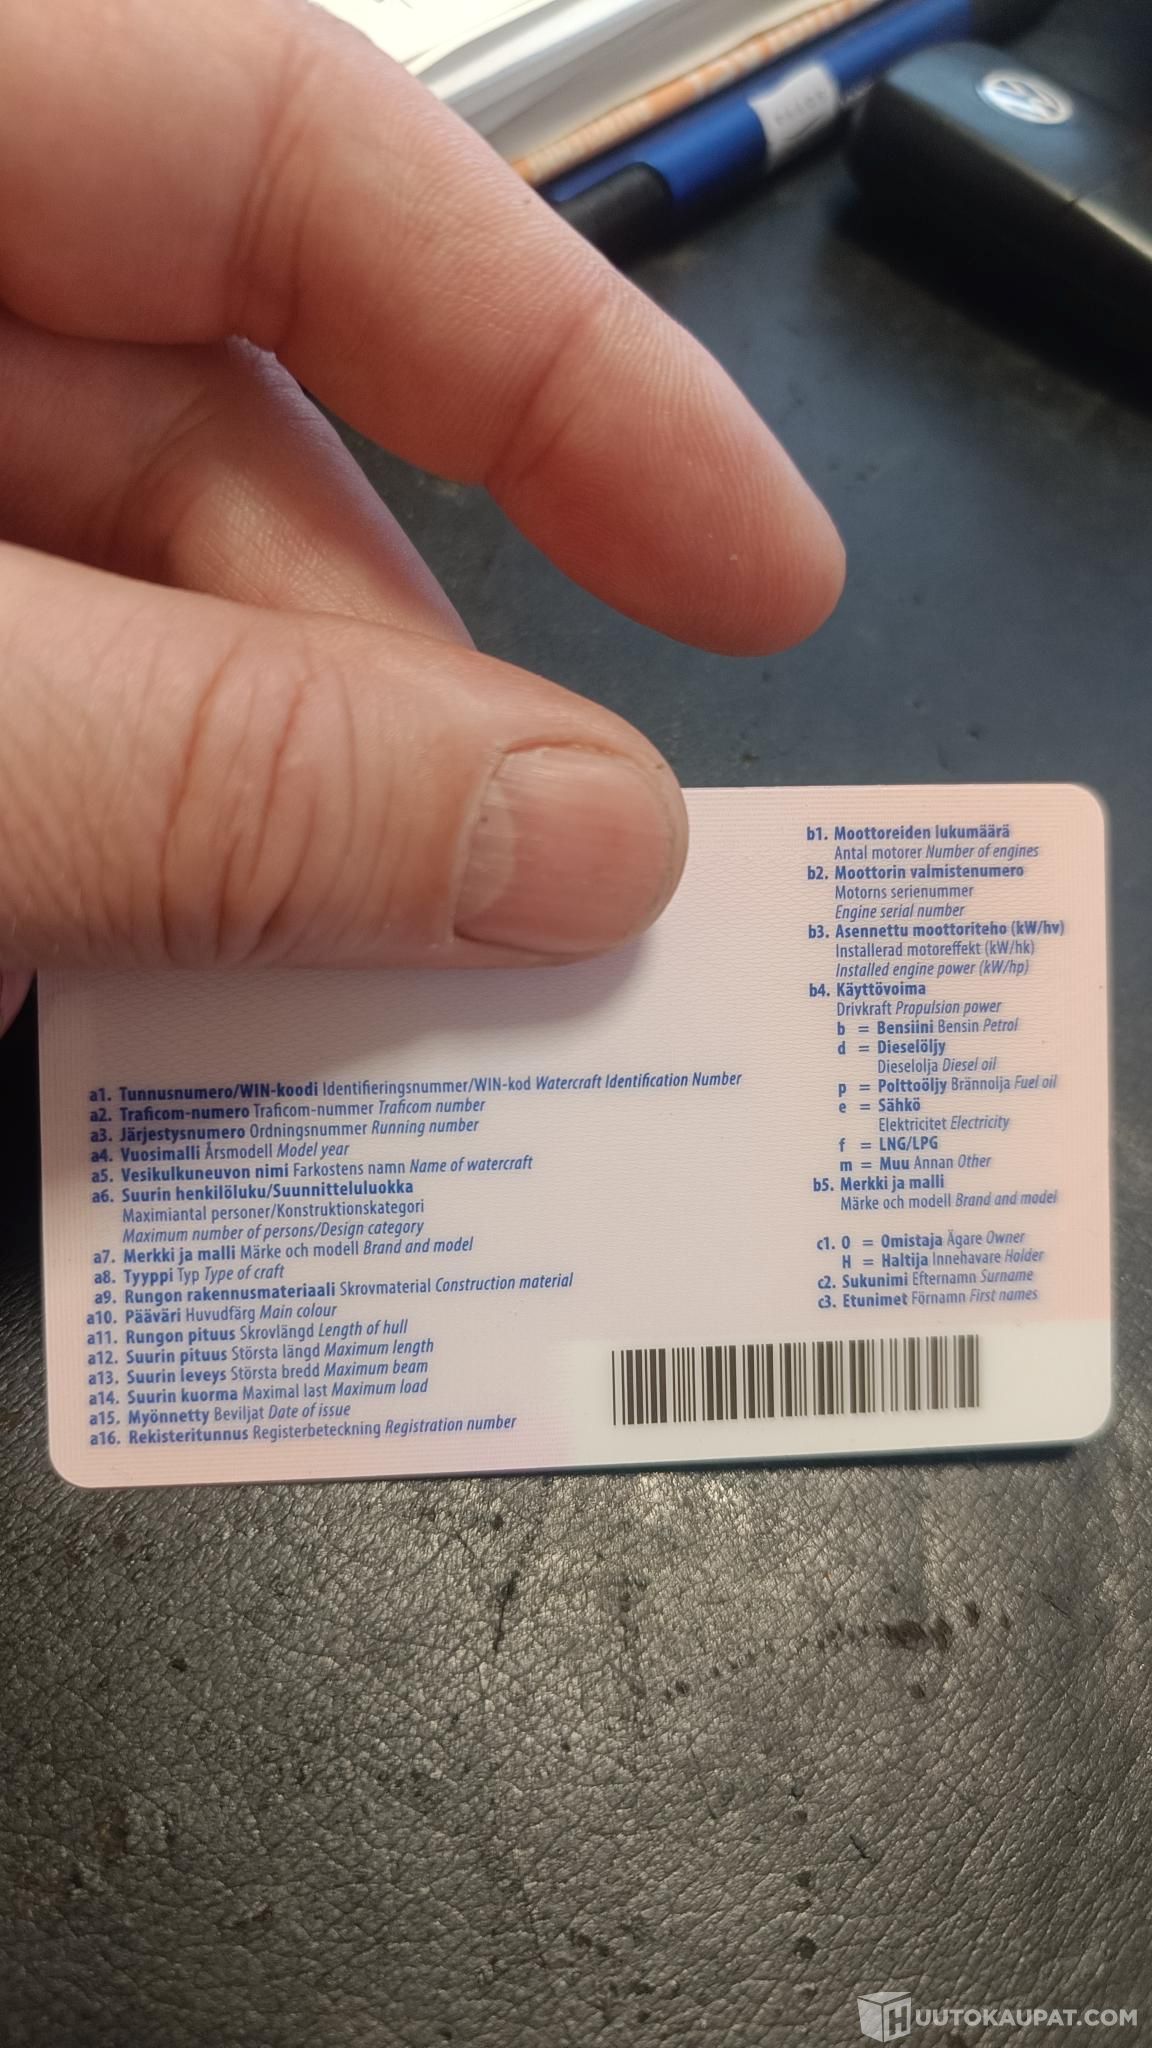 b1. Moottoreiden lukumäärä
Antal motorer Number of engines
b2. Moottorin valmistenumero
Motorns serienummer
Engine serial number
b3. Asennettu moottoriteho (kW/hv)
Installerad motoreffekt (kW/hk)
Installed engine power (kW/hp)
b4. Käyttövoima
Drivkraft Propulsion power
b = Bensiini Bensin Petrol
d = Dieselöljy
Dieselolja Diesel oil
p = Polttoöljy Brännolja Fuel oil
e = Sähkö
Elektricitet Electricity
f = LNG/LPG
m = Muu Annan Other
b5. Merkki ja malli
Märke och modell Brand and model
c1. O = Omistaja Ägare Owner
H = Haltija Innehavare Holder
c2. Sukunimi Efternamn Surname
c3. Etunimet Förnamn First names
a1. Tunnusnumero/WIN-koodi Identifieringsnummer/WIN-kod Watercraft Identification Number
a2. Traficom-numero Traficom-nummer Traficom number
a3. Järjestysnumero Ordningsnummer Running number
a4. Vuosimalli Årsmodell Model year
a5. Vesikulkuneuvon nimi Farkostens namn Name of watercraft
a6. Suurin henkilöluku/Suunnitteluluokka
Maximiantal personer/Konstruktionskategori
Maximum number of persons/Design category
a7. Merkki ja malli Märke och modell Brand and model
a8. Tyyppi Typ Type of craft
a9. Rungon rakennusmateriaali Skrovmaterial Construction material
a10. Pääväri Huvudfärg Main colour
a11. Rungon pituus Skrovlängd Length of hull
a12. Suurin pituus Största längd Maximum length
a13. Suurin leveys Största bredd Maximum beam
a14. Suurin kuorma Maximal last Maximum load
a15. Myönnetty Beviljat Date of issue
a16. Rekisteritunnus Registerbeteckning Registration number
HUUTOKAUPAT.COM